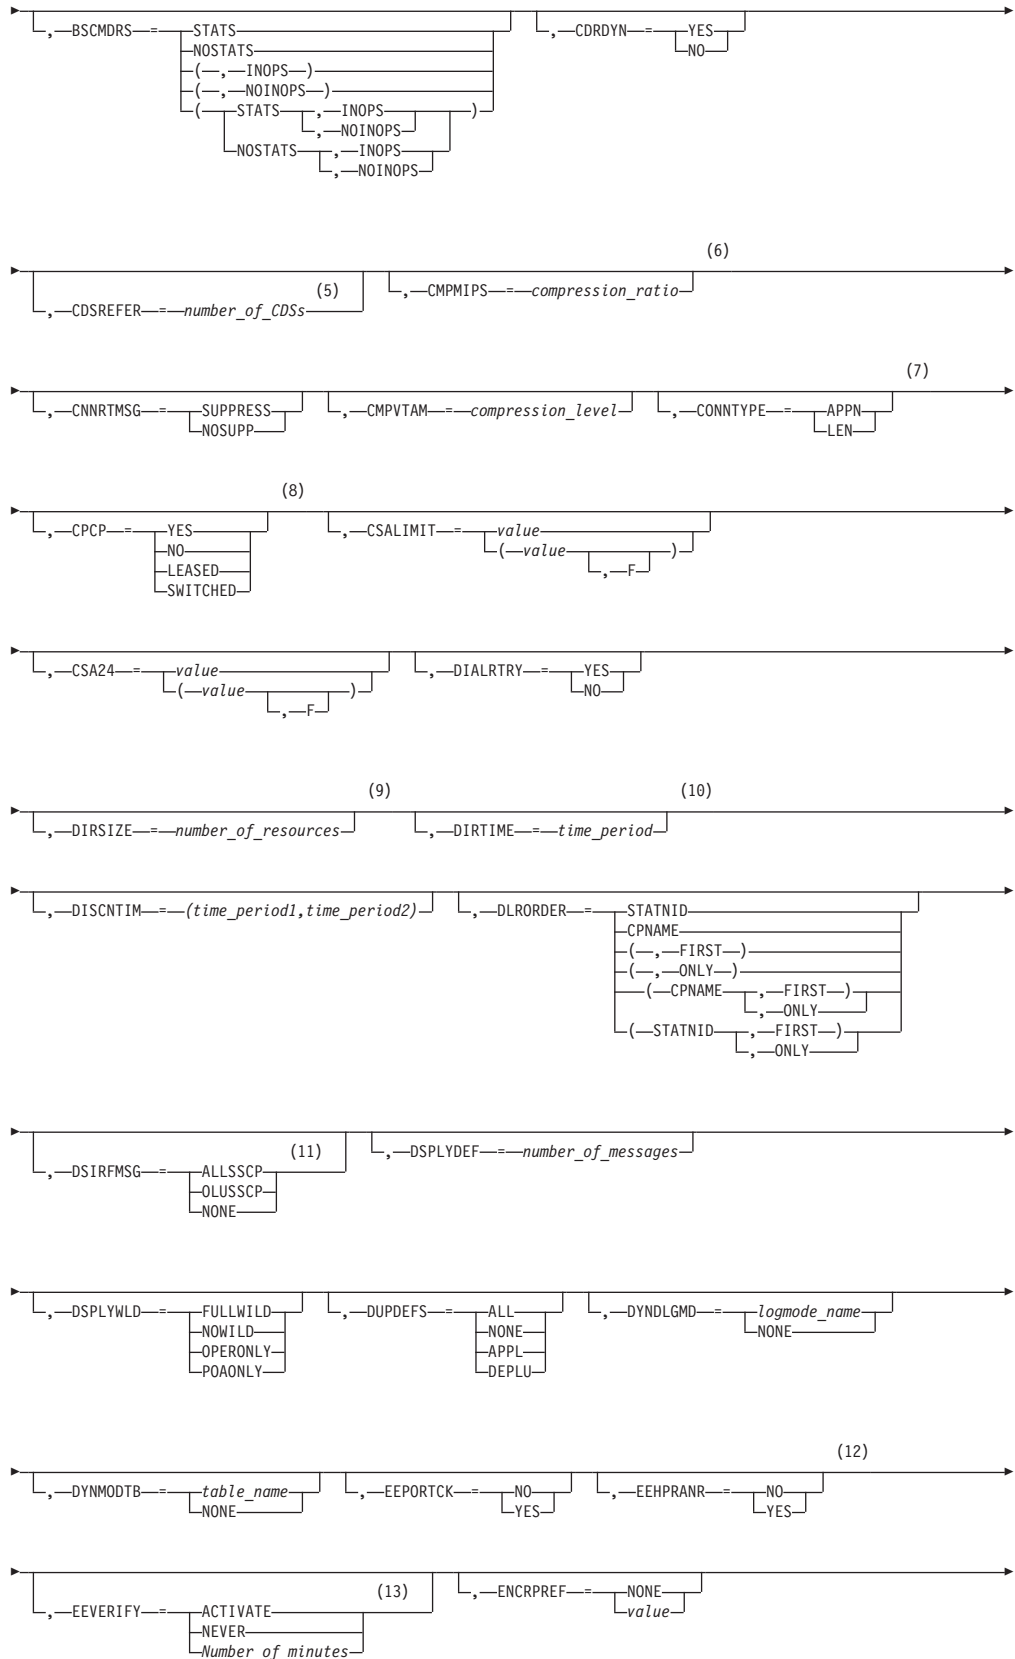 ,BSCMDRS=STATS ,CDRDYN=YES
NOSTATS NO
(,INOPS)
(,NOINOPS)
(STATS,INOPS)
,NOINOPS
NOSTATS,INOPS
,NOINOPS
(6)
(5) ,CMPMIPS=compression_ratio
,CDSREFER=number_of_CDSs
(7)
,CNNRTMSG=SUPPRESS ,CMPVTAM=compression_level ,CONNTYPE=APPN
NOSUPP LEN
(8)
,CPCP=YES ,CSALIMIT=value
NO (value)
LEASED ,F
SWITCHED
,CSA24=value ,DIALRTRY=YES
(value) NO
,F
(9) (10)
,DIRSIZE=number_of_resources ,DIRTIME=time_period
,DISCNTIM=(time_period1,time_period2) ,DLRORDER=STATNID
CPNAME
(,FIRST)
(,ONLY)
(CPNAME,FIRST)
,ONLY
(STATNID,FIRST)
,ONLY
(11) ,DSPLYDEF=number_of_messages
,DSIRFMSG=ALLSSCP
OLUSSCP
NONE
,DSPLYWLD=FULLWILD ,DUPDEFS=ALL ,DYNDLGMD=logmode_name
NOWILD NONE NONE
OPERONLY APPL
POAONLY DEPLU
(12)
,DYNMODTB=table_name ,EEPORTCK=NO ,EEHPRANR=NO
NONE YES YES
(13) ,ENCRPREF=NONE
,EEVERIFY=ACTIVATE value
NEVER
Number of minutes